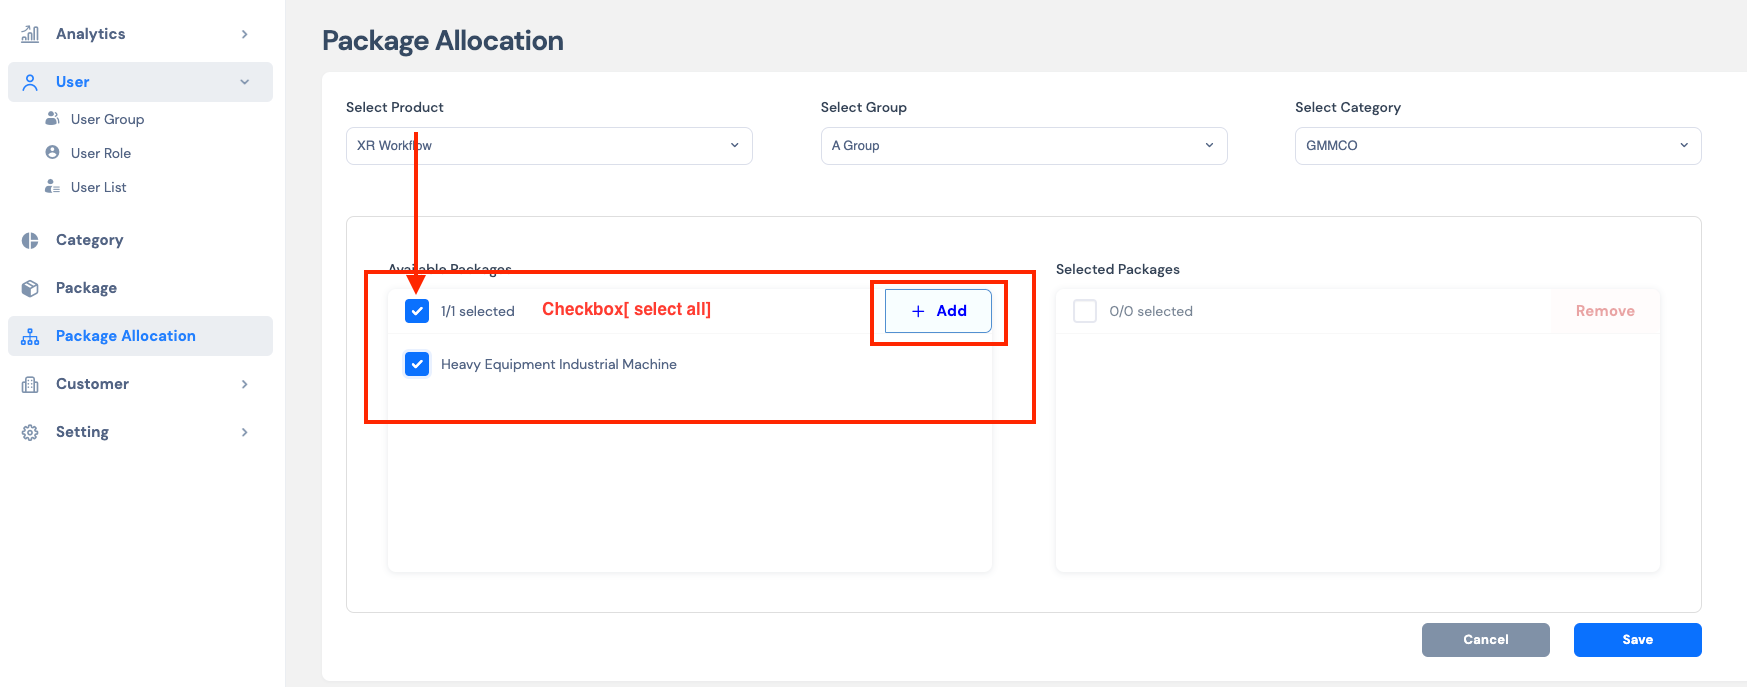 Analytics
User
User Group
User Role
User List
Category
Package
Package Allocation
Customer
Setting
Package Allocation
Select Product
Select Group
Select Category
XR Workflow
A Group
GMMCO
Available Packages
Selected Packages
1/1 selected
Checkbox[ select all]
+ Add
0/0 selected
Remove
Heavy Equipment Industrial Machine
Cancel
Save